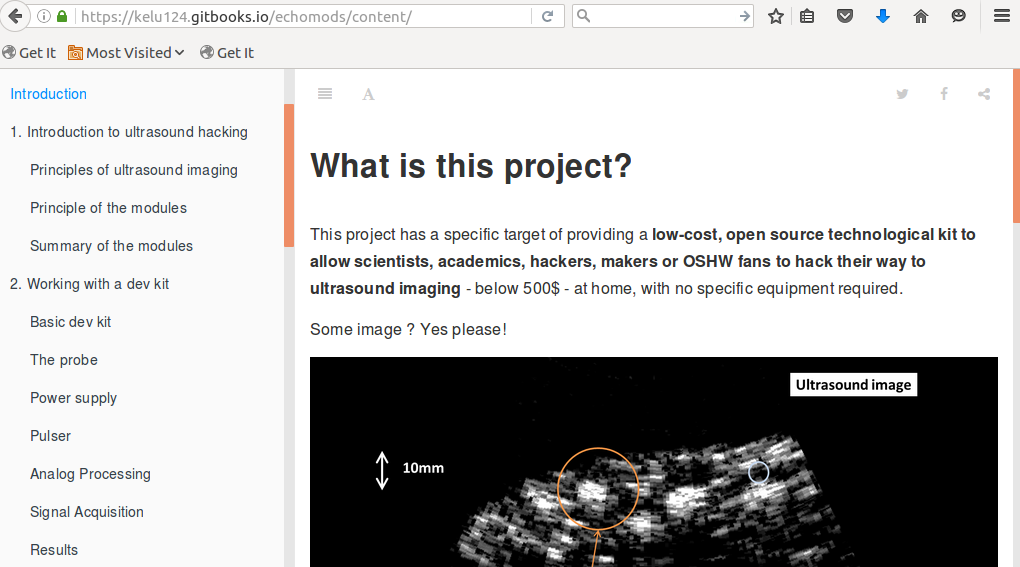 https://kelu124.gitbooks.io/echomods/content/
Get It
Most Visited
Get It
Introduction
1. Introduction to ultrasound hacking
Principles of ultrasound imaging
Principle of the modules
Summary of the modules
2. Working with a dev kit
Basic dev kit
The probe
Power supply
Pulser
Analog Processing
Signal Acquisition
Results
A
What is this project?
This project has a specific target of providing a low-cost, open source technological kit to
allow scientists, academics, hackers, makers or OSHW fans to hack their way to
ultrasound imaging - below 500$ - at home, with no specific equipment required.
Some image ? Yes please!
Ultrasound image
10mm